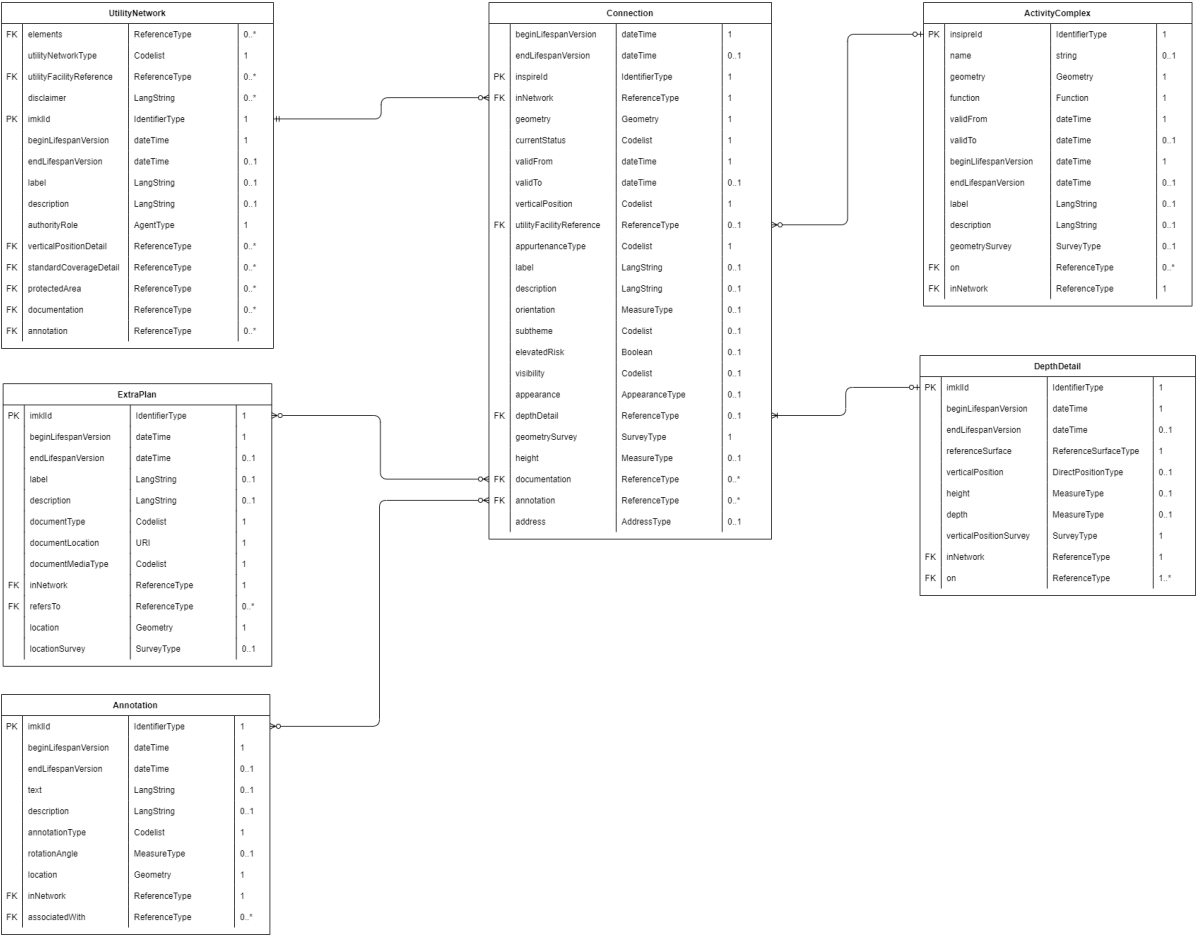 UtilityNetwork
FK elements ReferenceType 0..*
utilityNetworkType Codelist 1
FK utilityFacilityReference ReferenceType 0..*
disclaimer LangString 0..*
PK imklId IdentifierType 1
beginLifespanVersion dateTime 1
endLifespanVersion dateTime 0..1
label LangString 0..1
description LangString 0..1
authorityRole AgentType 1
FK verticalPositionDetail ReferenceType 0..*
FK standardCoverageDetail ReferenceType 0..*
FK protectedArea ReferenceType 0..*
FK documentation ReferenceType 0..*
FK annotation ReferenceType 0..*
ExtraPlan
PK imklId IdentifierType 1
beginLifespanVersion dateTime 1
endLifespanVersion dateTime 0..1
label LangString 0..1
description LangString 0..1
documentType Codelist 1
documentLocation URI 1
documentMediaType Codelist 1
FK inNetwork ReferenceType 1
FK refersTo ReferenceType 0..*
location Geometry 1
locationSurvey SurveyType 0..1
Annotation
PK imklId IdentifierType 1
beginLifespanVersion dateTime 1
endLifespanVersion dateTime 0..1
text LangString 0..1
description LangString 0..1
annotationType Codelist 1
rotationAngle MeasureType 0..1
location Geometry 1
FK inNetwork ReferenceType 1
FK associatedWith ReferenceType 0..*
Connection
beginLifespanVersion dateTime 1
endLifespanVersion dateTime 0..1
PK inspireId IdentifierType 1
FK inNetwork ReferenceType 1
geometry Geometry 1
currentStatus Codelist 1
validFrom dateTime 1
validTo dateTime 0..1
verticalPosition Codelist 1
FK utilityFacilityReference ReferenceType 0..1
appurtenanceType Codelist 1
label LangString 0..1
description LangString 0..1
orientation MeasureType 0..1
subtheme Codelist 0..1
elevatedRisk Boolean 0..1
visibility Codelist 0..1
appearance AppearanceType 0..1
FK depthDetail ReferenceType 0..1
geometrySurvey SurveyType 1
height MeasureType 0..1
FK documentation ReferenceType 0..*
FK annotation ReferenceType 0..*
address AddressType 0..1
ActivityComplex
PK insipreId IdentifierType 1
name string 0..1
geometry Geometry 1
function Function 1
validFrom dateTime 1
validTo dateTime 0..1
beginLlifespanVersion dateTime 1
endLifespanVersion dateTime 0..1
label LangString 0..1
description LangString 0..1
geometrySurvey SurveyType 0..1
FK on ReferenceType 0..*
FK inNetwork ReferenceType 1
DepthDetail
PK imklId IdentifierType 1
beginLifespanVersion dateTime 1
endLifespanVersion dateTime 0..1
referenceSurface ReferenceSurfaceType 1
verticalPosition DirectPositionType 0..1
height MeasureType 0..1
depth MeasureType 0..1
verticalPositionSurvey SurveyType 1
FK inNetwork ReferenceType 1
FK on ReferenceType 1..*